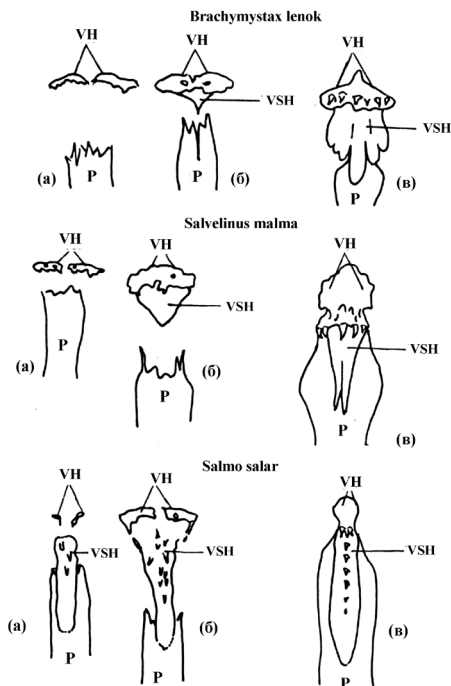 Brachymystax lenok
VH VH VH
VSH
VSH
P P P
(а) (б) (в)
Salvelinus malma
VH VH VH
VSH
VSH
P P P
(а) (б) (в)
Salmo salar
VH VH VH
VSH VSH VSH
(а) (б) (в)
P P P